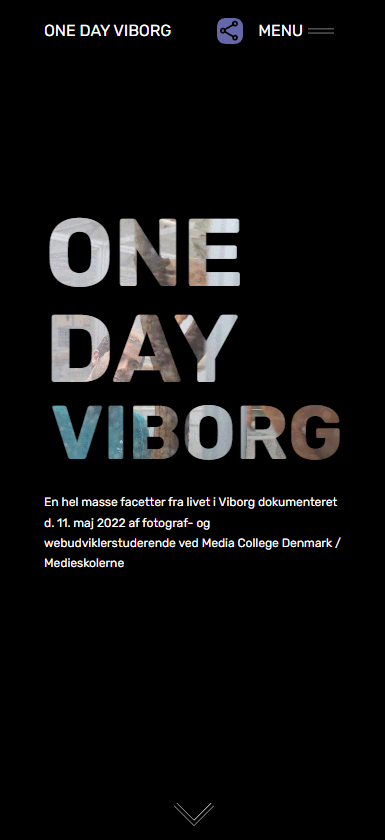 ONE DAY VIBORG
MENU
ONE
DAY
VIBORG
En hel masse facetter fra livet i Viborg dokumenteret
d. 11. maj 2022 af fotograf- og
webudviklerstuderende ved Media College Denmark /
Medieskolerne